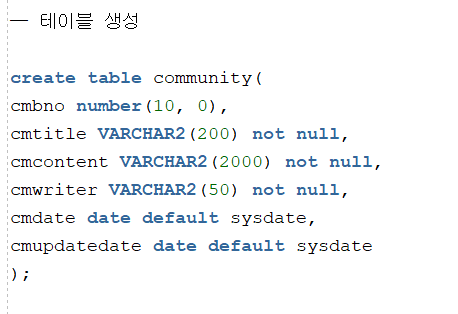 — 테이블 생성
create table community(
cmbno number(10, 0),
cmtitle VARCHAR2(200) not null,
cmcontent VARCHAR2(2000) not null,
cmwriter VARCHAR2(50) not null,
cmdate date default sysdate,
cmupdatedate date default sysdate
);